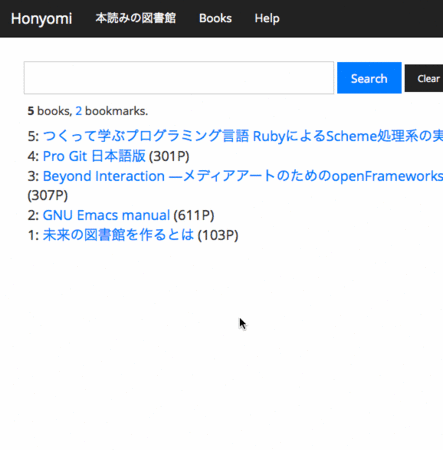 Honyomi 本読みの図書館 Books Help
Search Clear
5 books, 2 bookmarks.
5: つくって学ぶプログラミング言語 RubyによるScheme処理系の実
4: Pro Git 日本語版 (301P)
3: Beyond Interaction ―メディアアートのためのopenFrameworks
(307P)
2: GNU Emacs manual (611P)
1: 未来の図書館を作るとは (103P)